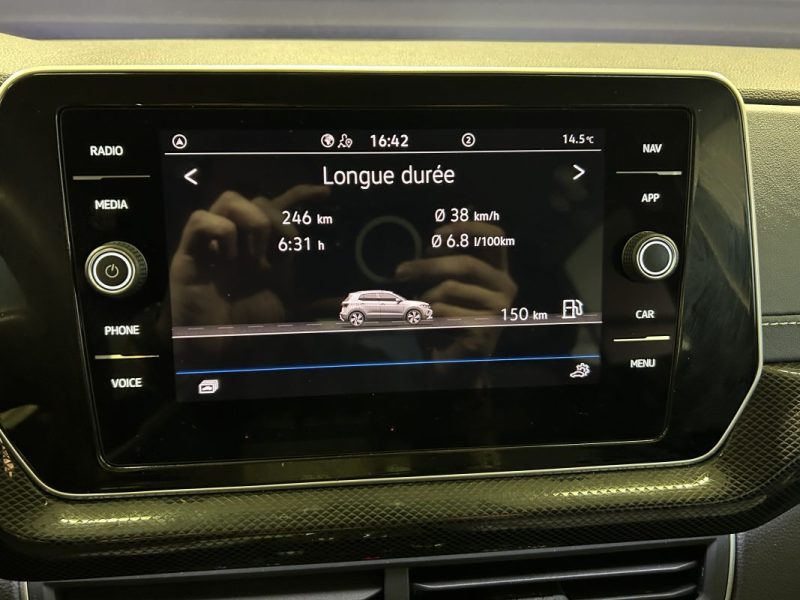 16:42 2 14.5°C
RADIO NAV
Longue durée
MEDIA APP
246 km Ø 38 km/h
6:31 h Ø 6.8 l/100km
150 km
PHONE CAR
VOICE MENU